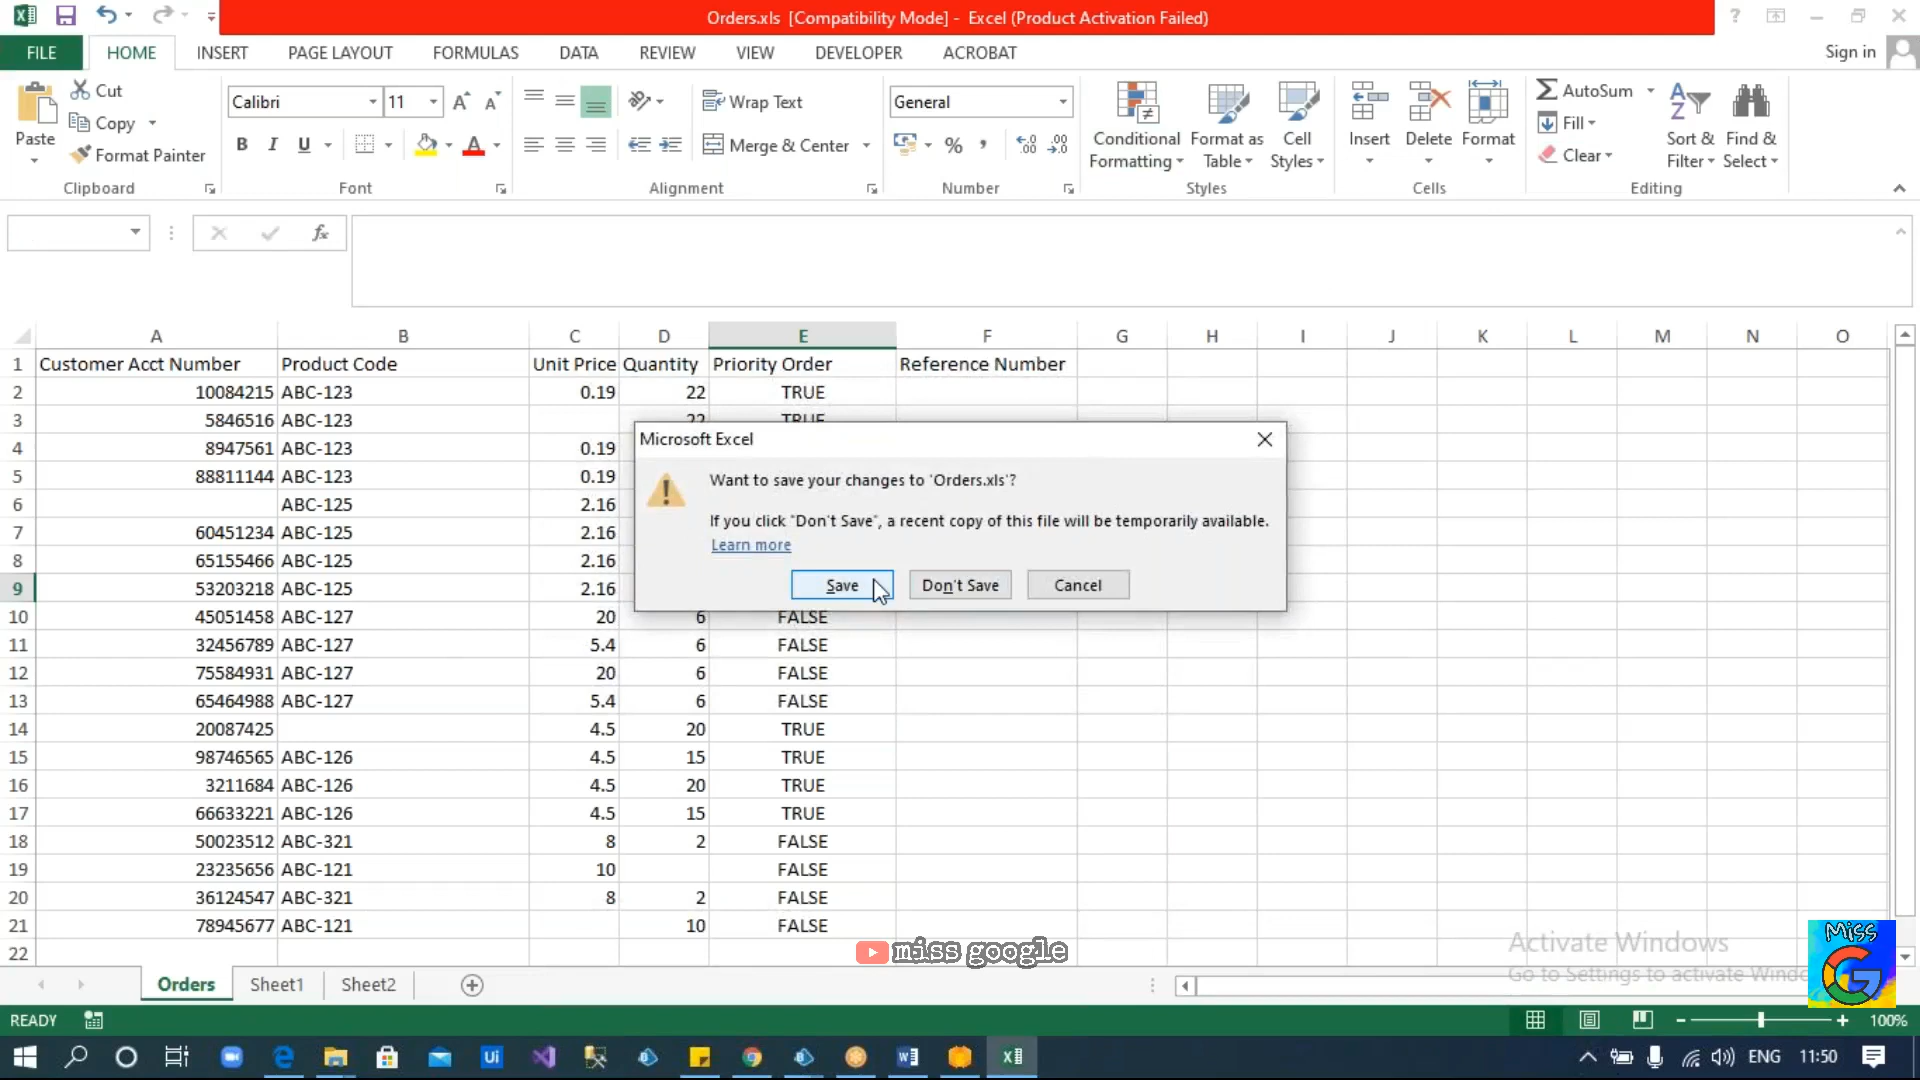 Orders.xls [Compatibility Mode] - Excel (Product Activation Failed)
FILE HOME INSERT PAGE LAYOUT FORMULAS DATA REVIEW VIEW DEVELOPER ACROBAT Sign in
Paste Cut Copy Format Painter
Clipboard
Calibri 11
B I U A
Font
Wrap Text
Merge & Center
Alignment
General
%
Number
Conditional Formatting Format as Table Cell Styles
Styles
Insert Delete Format
Cells
AutoSum
Fill
Clear
Sort & Filter Find & Select
Editing
fx
A B C D E F G H I J K L M N O
1 Customer Acct Number Product Code Unit Price Quantity Priority Order Reference Number
2 10084215 ABC-123 0.19 22 TRUE
3 5846516 ABC-123 22 TRUE
4 8947561 ABC-123 0.19
5 88811144 ABC-123 0.19
6 ABC-125 2.16
7 60451234 ABC-125 2.16
8 65155466 ABC-125 2.16
9 53203218 ABC-125 2.16
10 45051458 ABC-127 20 6 FALSE
11 32456789 ABC-127 5.4 6 FALSE
12 75584931 ABC-127 20 6 FALSE
13 65464988 ABC-127 5.4 6 FALSE
14 20087425 4.5 20 TRUE
15 98746565 ABC-126 4.5 15 TRUE
16 3211684 ABC-126 4.5 20 TRUE
17 66633221 ABC-126 4.5 15 TRUE
18 50023512 ABC-321 8 2 FALSE
19 23235656 ABC-121 10 FALSE
20 36124547 ABC-321 8 2 FALSE
21 78945677 ABC-121 10 FALSE
22
Microsoft Excel
Want to save your changes to 'Orders.xls'?
If you click "Don't Save", a recent copy of this file will be temporarily available.
Learn more
Save Don't Save Cancel
miss google
Activate Windows
Go to Settings to activate
Miss
G
Orders Sheet1 Sheet2
READY 100%
Ui ENG 11:50